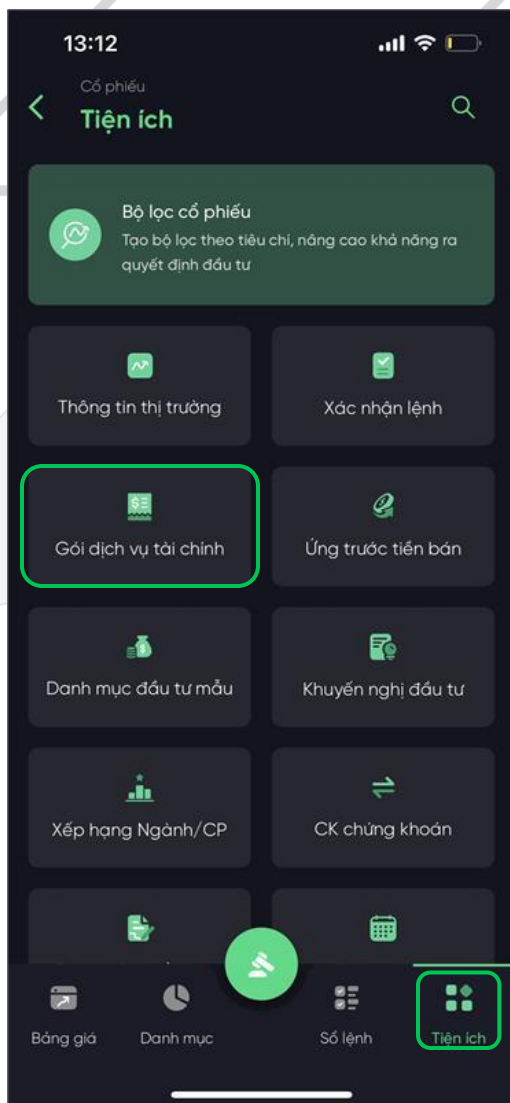 13:12
Cổ phiếu
Tiện ích
Bộ lọc cổ phiếu
Tạo bộ lọc theo tiêu chí, nâng cao khả năng ra
quyết định đầu tư
Thông tin thị trường
Xác nhận lệnh
Gói dịch vụ tài chính
Ứng trước tiền bán
Danh mục đầu tư mẫu
Khuyến nghị đầu tư
Xếp hạng Ngành/CP
CK chứng khoán
Bảng giá
Danh mục
Sổ lệnh
Tiện ích